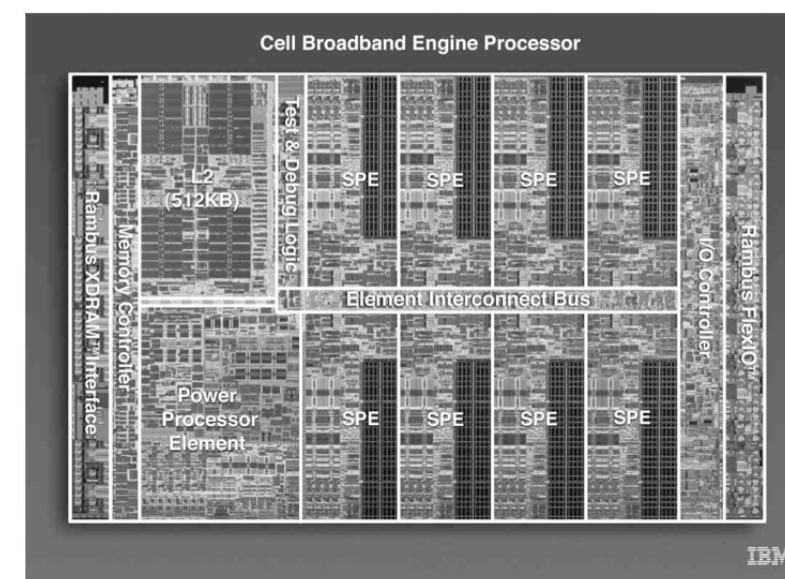 Cell Broadband Engine Processor
Rambus XDRAM™ Interface
Memory Controller
L2
(512KB)
Test & Debug Logic
SPE
SPE
SPE
SPE
I/O Controller
Rambus FlexIO™
Element Interconnect Bus
Power
Processor
Element
SPE
SPE
SPE
SPE
IBM